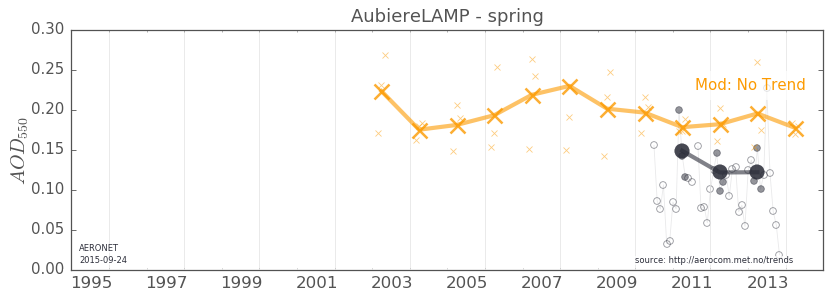 AubiereLAMP - spring
0.30
0.25
0.20
0.15
0.10
0.05
0.00
AOD550
Mod: No Trend
AERONET
2015-09-24
source: http://aerocom.met.no/trends
1995 1997 1999 2001 2003 2005 2007 2009 2011 2013